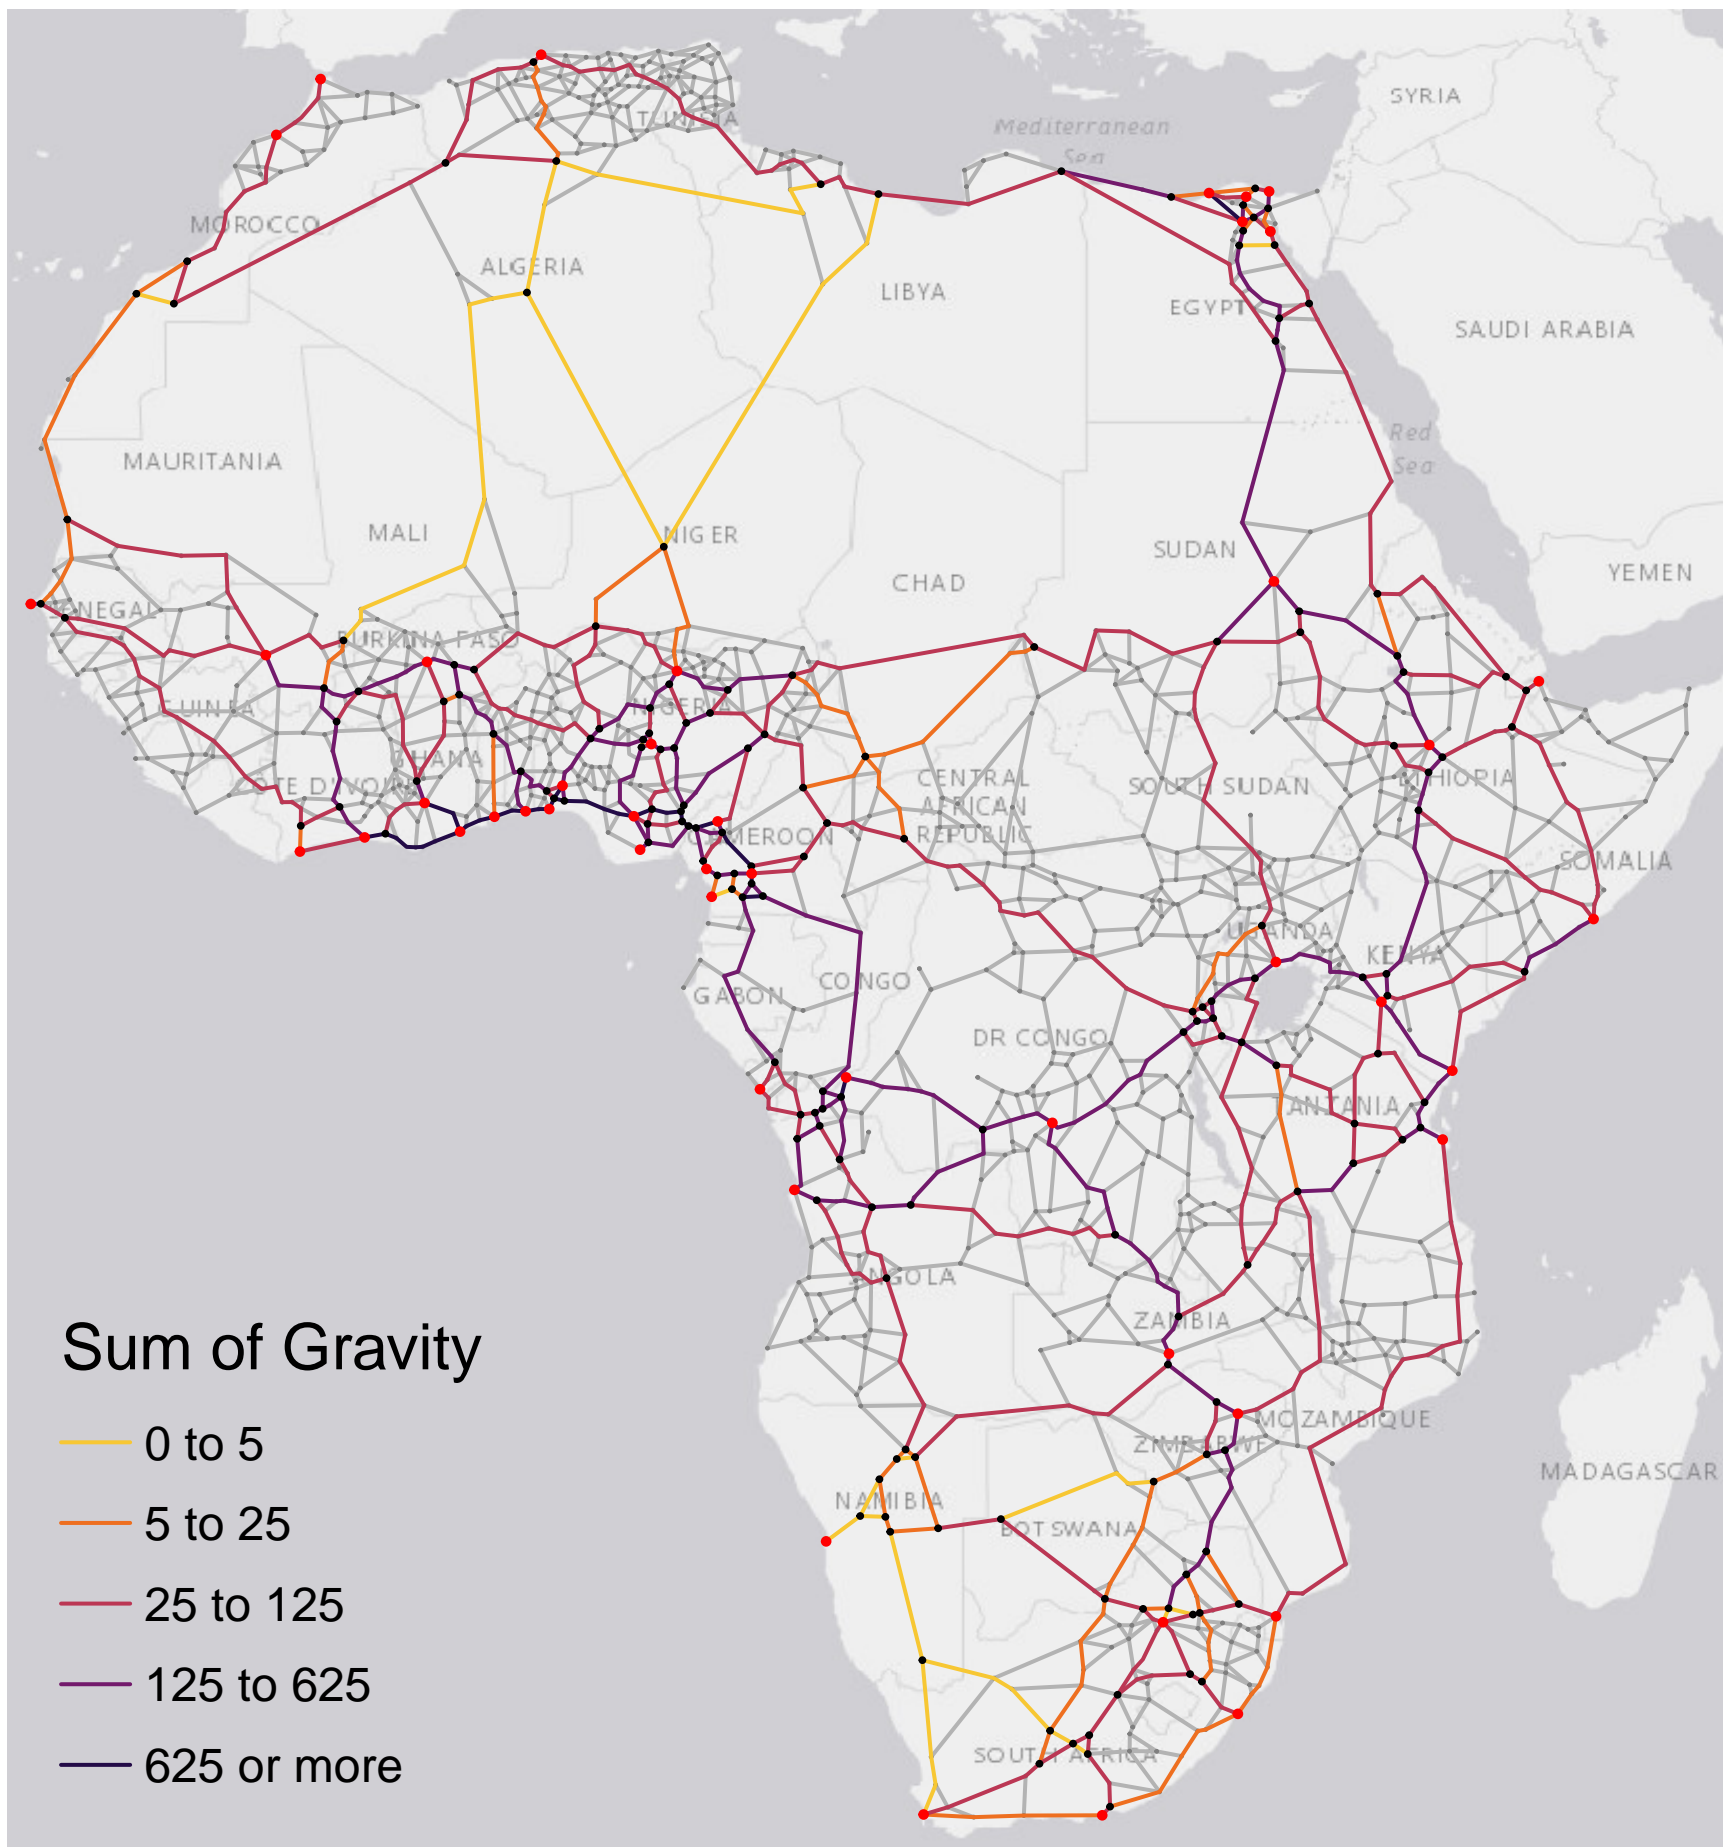 SYRIA
Mediterranean
Sea
TUNISIA
MOROCCO
ALGERIA
LIBYA
EGYPT
SAUDI ARABIA
Red
Sea
MAURITANIA
MALI
NIGER
CHAD
SUDAN
YEMEN
SENEGAL
BURKINA FASO
GUINEA
NIGERIA
GHANA
CÔTE D'IVOIRE
CENTRAL
AFRICAN
REPUBLIC
SOUTH SUDAN
ETHIOPIA
CAMEROON
SOMALIA
UGANDA
KENYA
GABON
CONGO
DR CONGO
TANZANIA
ANGOLA
ZAMBIA
MOZAMBIQUE
ZIMBABWE
MADAGASCAR
NAMIBIA
BOTSWANA
SOUTH AFRICA
Sum of Gravity
0 to 5
5 to 25
25 to 125
125 to 625
625 or more